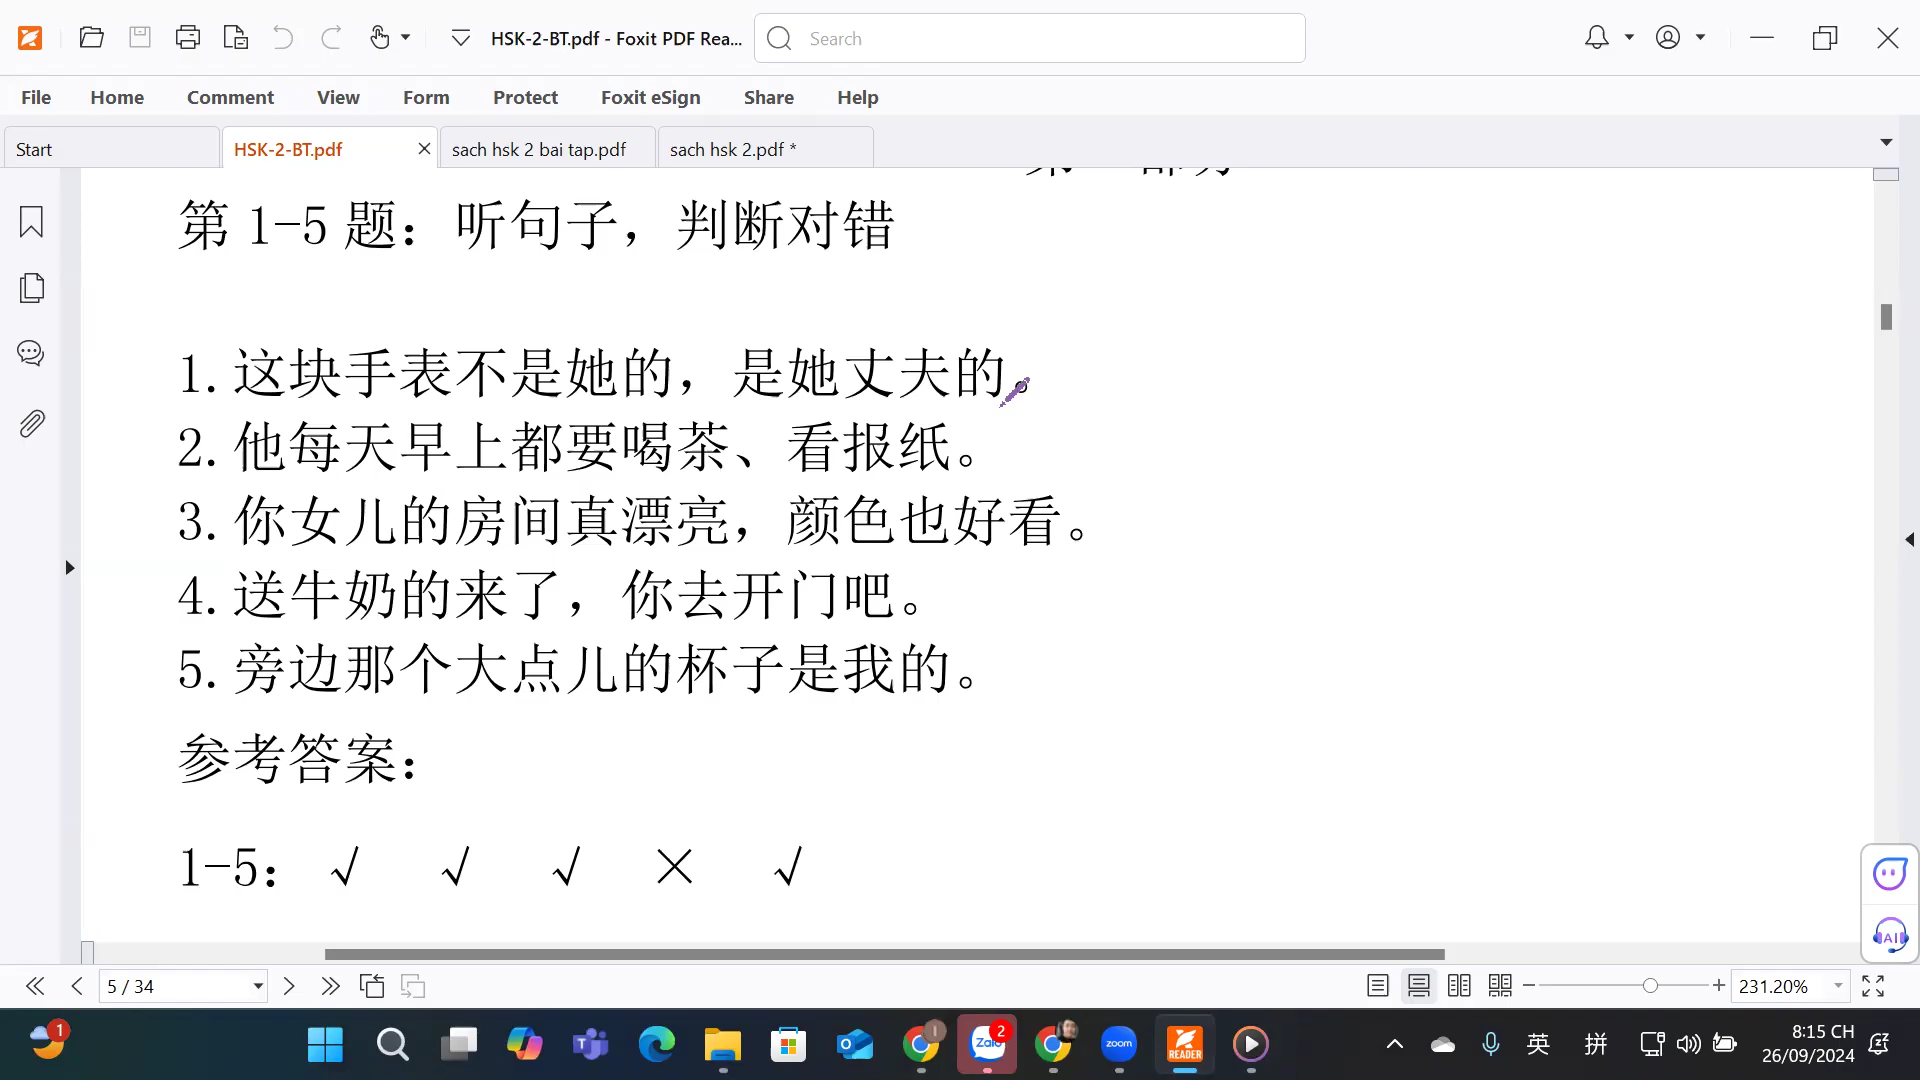 HSK-2-BT.pdf - Foxit PDF Rea...
Search
File Home Comment View Form Protect Foxit eSign Share Help
Start HSK-2-BT.pdf sach hsk 2 bai tap.pdf sach hsk 2.pdf *
第1-5题：听句子，判断对错
1.这块手表不是她的，是她丈夫的。
2.他每天早上都要喝茶、看报纸。
3.你女儿的房间真漂亮，颜色也好看。
4.送牛奶的来了，你去开门吧。
5.旁边那个大点儿的杯子是我的。
参考答案：
1-5： √ √ √ × √
AI
5 / 34 231.20%
1 Zalo 2 zoom READER 英 拼 8:15 CH
26/09/2024